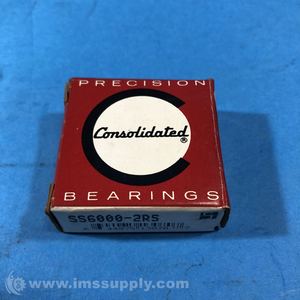 PRECISION
Consolidated®
BEARINGS
SS6000-2RS
© www.imssupply.com